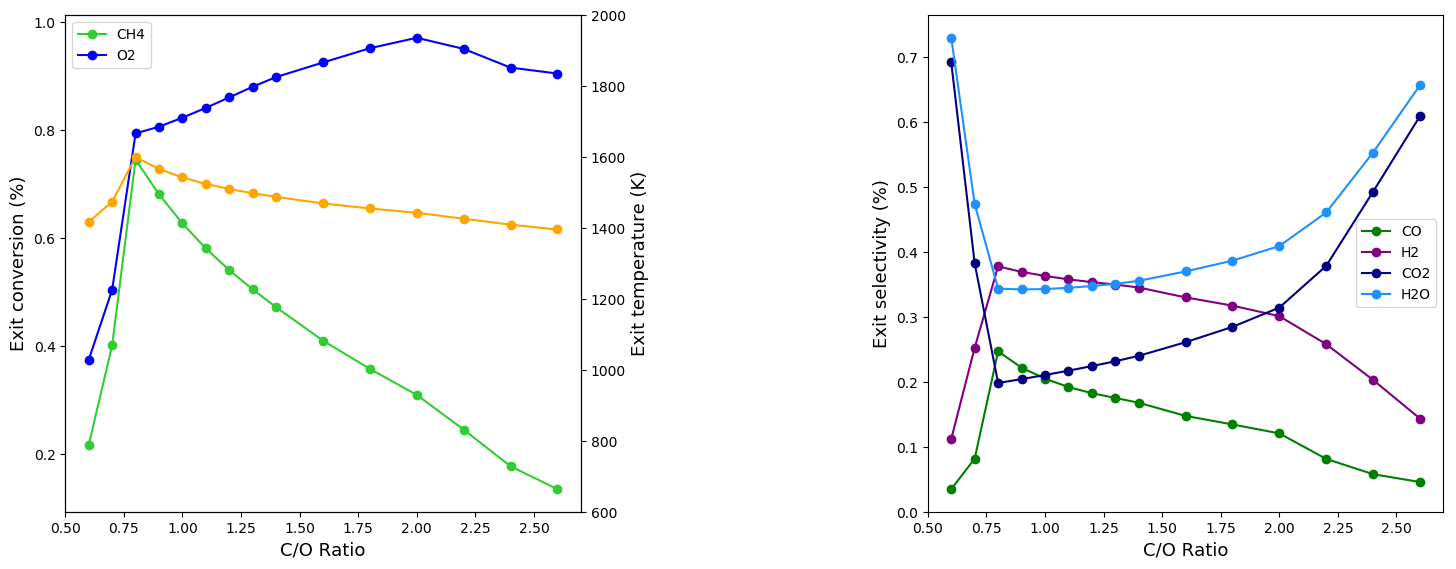 CH4
O2
Exit conversion (%)
1.0
0.8
0.6
0.4
0.2
2000
1800
1600
1400
1200
1000
800
600
Exit temperature (K)
0.50 0.75 1.00 1.25 1.50 1.75 2.00 2.25 2.50
C/O Ratio
Exit selectivity (%)
0.7
0.6
0.5
0.4
0.3
0.2
0.1
0.0
CO
H2
CO2
H2O
0.50 0.75 1.00 1.25 1.50 1.75 2.00 2.25 2.50
C/O Ratio